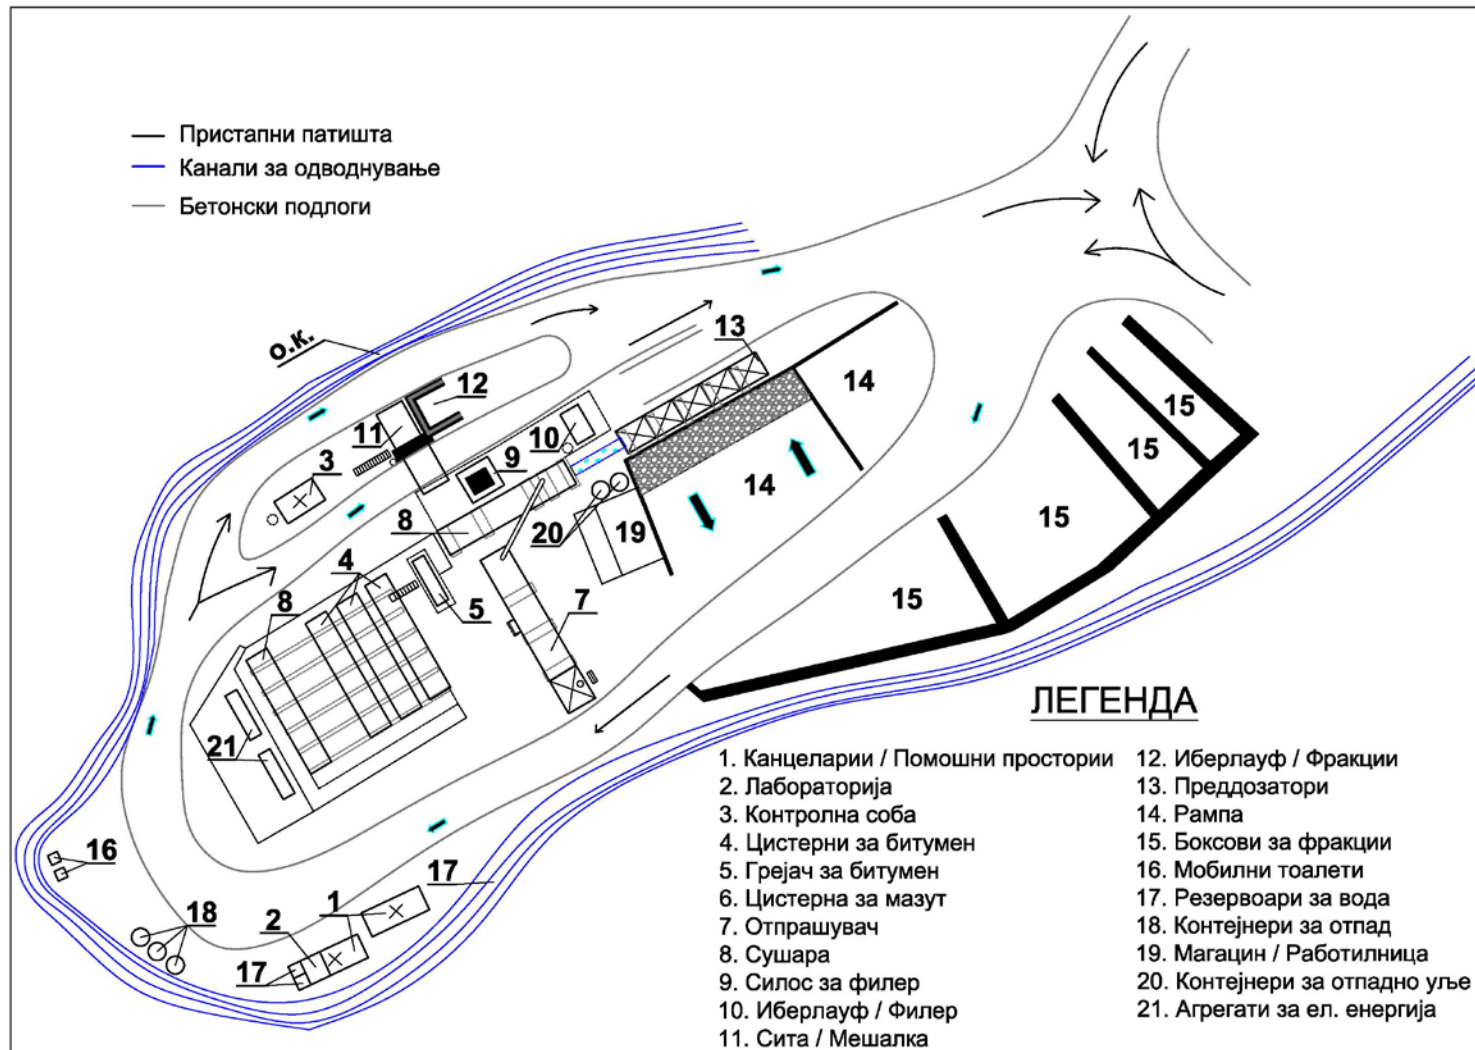 Пристапни патишта
Канали за одводнување
Бетонски подлоги
о.к.
13
12
14
11
10
15
3
9
15
14
8
20
19
15
4
8
5
7
15
21
16
17
1
18
2
17
ЛЕГЕНДА
1. Канцеларии / Помошни простории
2. Лабораторија
3. Контролна соба
4. Цистерни за битумен
5. Грејач за битумен
6. Цистерна за мазут
7. Отпрашувач
8. Сушара
9. Силос за филер
10. Иберлауф / Филер
11. Сита / Мешалка
12. Иберлауф / Фракции
13. Преддозатори
14. Рампа
15. Боксови за фракции
16. Мобилни тоалети
17. Резервоари за вода
18. Контејнери за отпад
19. Магацин / Работилница
20. Контејнери за отпадно уље
21. Агрегати за ел. енергија